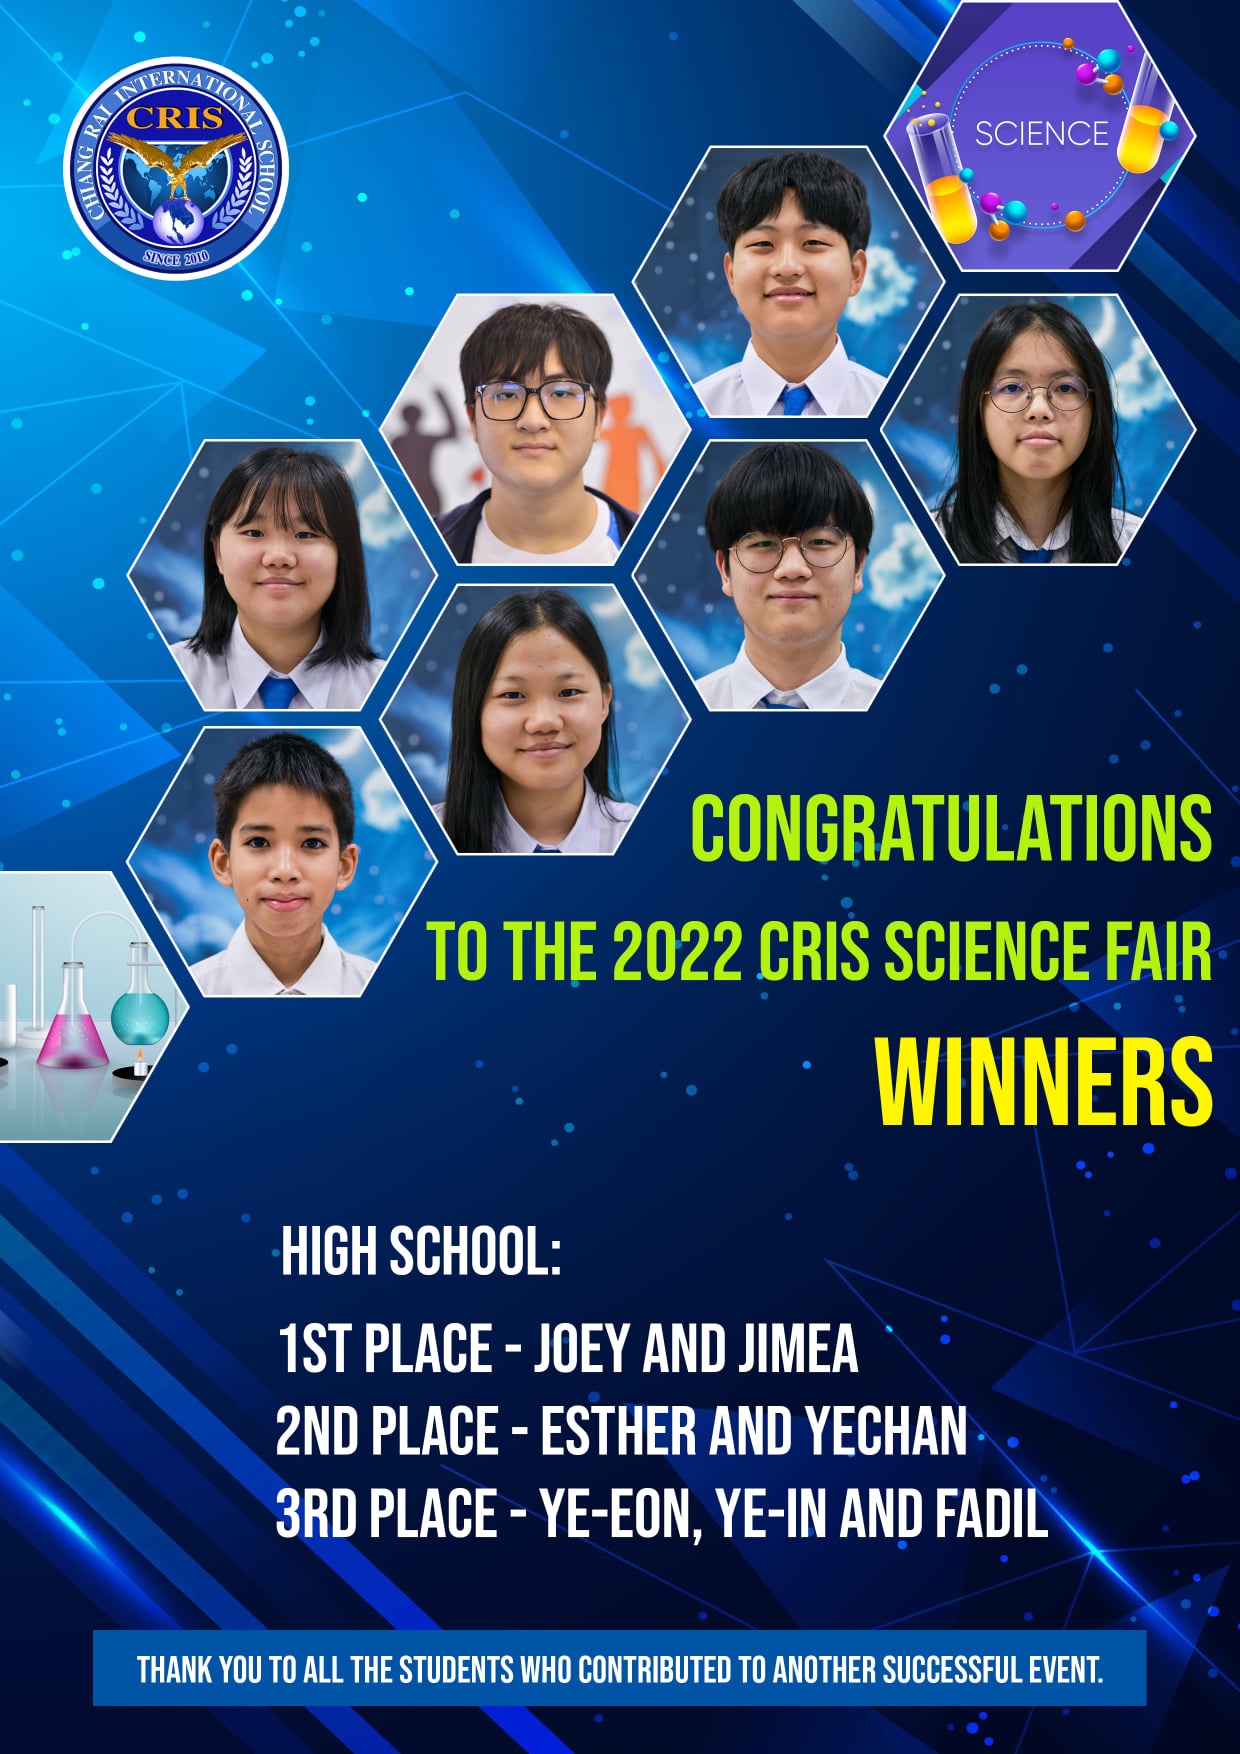 CHIANG RAI INTERNATIONAL SCHOOL
CRIS
SINCE 2010
SCIENCE
CONGRATULATIONS
TO THE 2022 CRIS SCIENCE FAIR
WINNERS
HIGH SCHOOL:
1ST PLACE - JOEY AND JIMEA
2ND PLACE - ESTHER AND YECHAN
3RD PLACE - YE-EON, YE-IN AND FADIL
THANK YOU TO ALL THE STUDENTS WHO CONTRIBUTED TO ANOTHER SUCCESSFUL EVENT.